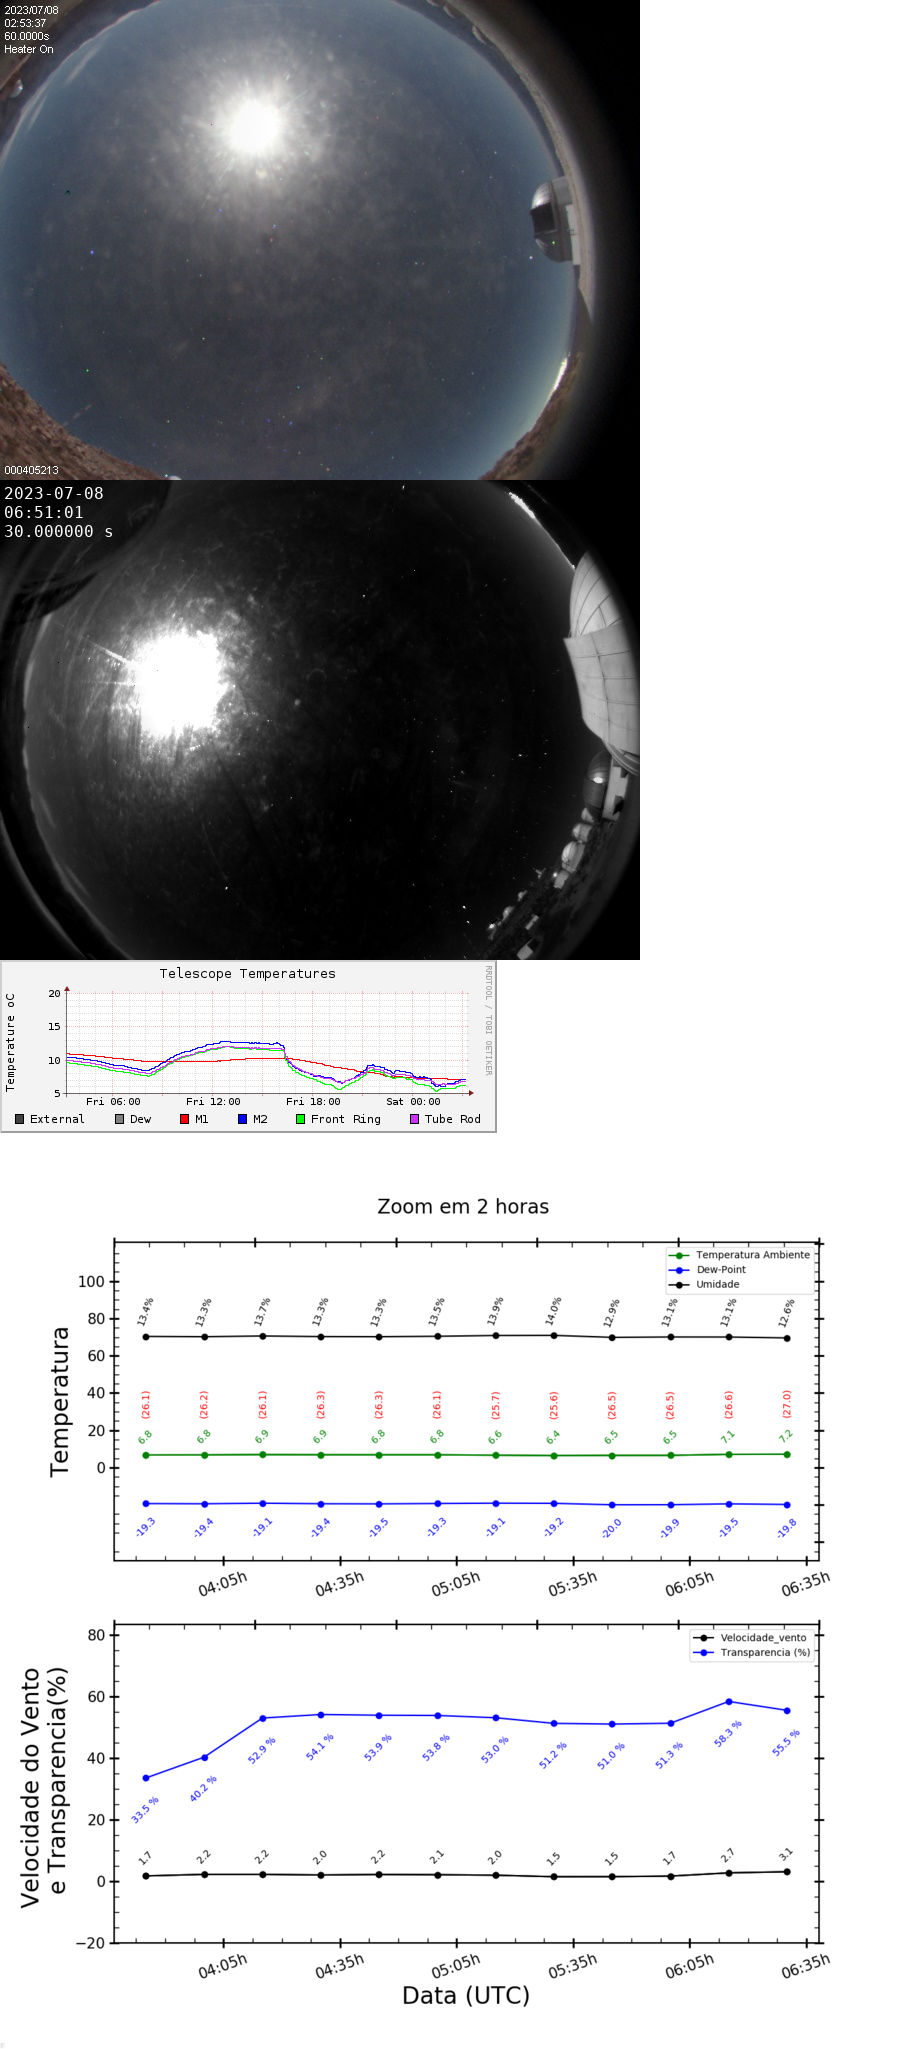 2023/07/08
02:53:37
60.0000s
Heater On
000405213
2023-07-08
06:51:01
30.000000 s
Telescope Temperatures
RRDTOOL / TOBI OETIKER
Temperature oC
20
15
10
5
Fri 06:00 Fri 12:00 Fri 18:00 Sat 00:00
External Dew M1 M2 Front Ring Tube Rod
Zoom em 2 horas
Temperatura
Temperatura Ambiente
Dew-Point
Umidade
100
80
60
40
20
0
13.4% 13.3% 13.7% 13.3% 13.3% 13.5% 13.9% 14.0% 12.9% 13.1% 13.1% 12.6%
(26.1) (26.2) (26.1) (26.3) (26.3) (26.1) (25.7) (25.6) (26.5) (26.5) (26.6) (27.0)
6.8 6.8 6.9 6.9 6.8 6.8 6.6 6.4 6.5 6.5 7.1 7.2
-19.3 -19.4 -19.1 -19.4 -19.5 -19.3 -19.1 -19.2 -20.0 -19.9 -19.5 -19.8
04:05h 04:35h 05:05h 05:35h 06:05h 06:35h
Velocidade do Vento
e Transparencia(%)
Velocidade_vento
Transparencia (%)
80
60
40
20
0
−20
33.5 % 40.2 % 52.9 % 54.1 % 53.9 % 53.8 % 53.0 % 51.2 % 51.0 % 51.3 % 58.3 % 55.5 %
1.7 2.2 2.2 2.0 2.2 2.1 2.0 1.5 1.5 1.7 2.7 3.1
04:05h 04:35h 05:05h 05:35h 06:05h 06:35h
Data (UTC)